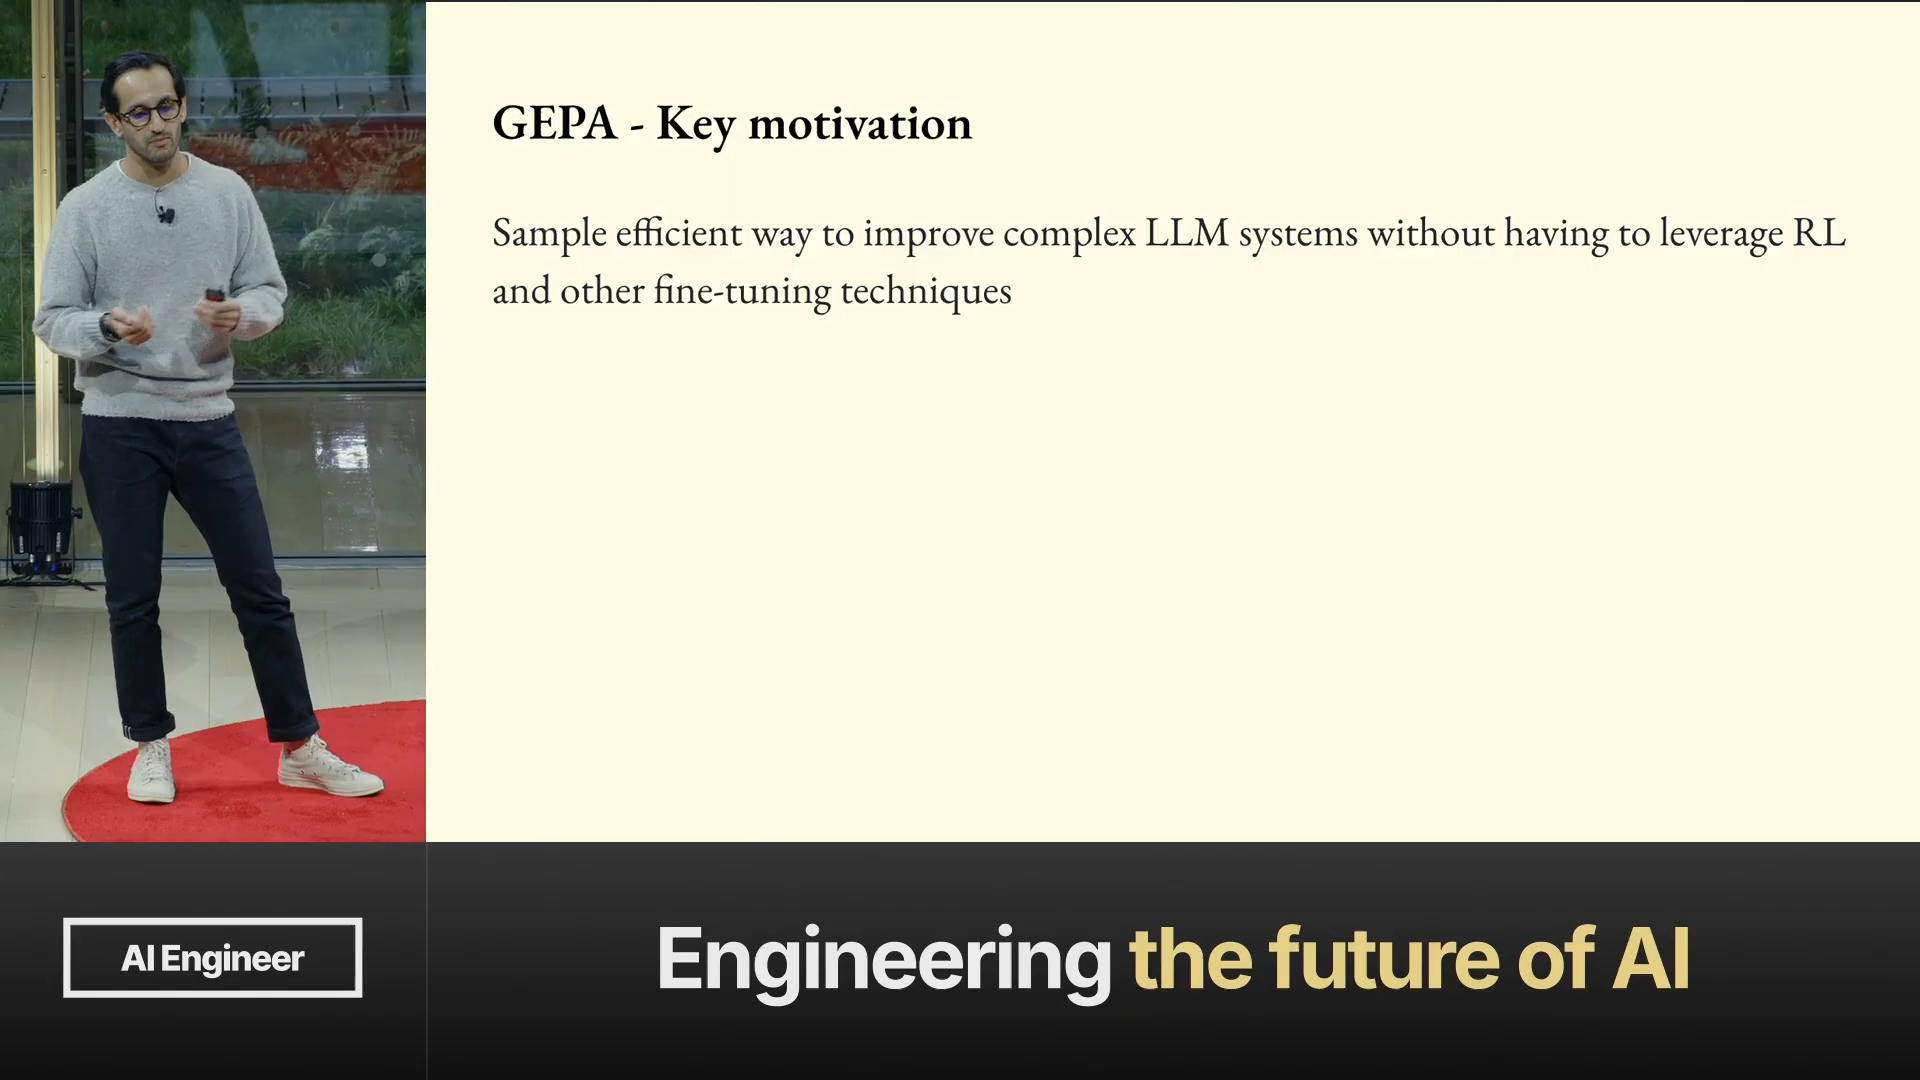 GEPA - Key motivation
Sample efficient way to improve complex LLM systems without having to leverage RL
and other fine-tuning techniques
AI Engineer
Engineering the future of AI